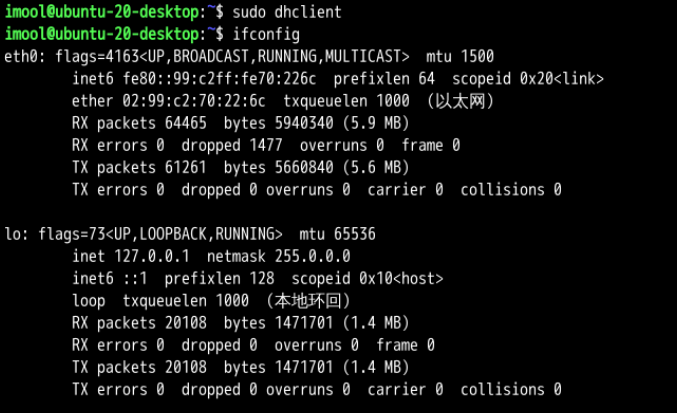 imool@ubuntu-20-desktop:~$ sudo dhclient
imool@ubuntu-20-desktop:~$ ifconfig
eth0: flags=4163<UP,BROADCAST,RUNNING,MULTICAST>  mtu 1500
        inet6 fe80::99:c2ff:fe70:226c  prefixlen 64  scopeid 0x20<link>
        ether 02:99:c2:70:22:6c  txqueuelen 1000  (以太网)
        RX packets 64465  bytes 5940340 (5.9 MB)
        RX errors 0  dropped 1477  overruns 0  frame 0
        TX packets 61261  bytes 5660840 (5.6 MB)
        TX errors 0  dropped 0 overruns 0  carrier 0  collisions 0

lo: flags=73<UP,LOOPBACK,RUNNING>  mtu 65536
        inet 127.0.0.1  netmask 255.0.0.0
        inet6 ::1  prefixlen 128  scopeid 0x10<host>
        loop  txqueuelen 1000  (本地环回)
        RX packets 20108  bytes 1471701 (1.4 MB)
        RX errors 0  dropped 0  overruns 0  frame 0
        TX packets 20108  bytes 1471701 (1.4 MB)
        TX errors 0  dropped 0 overruns 0  carrier 0  collisions 0